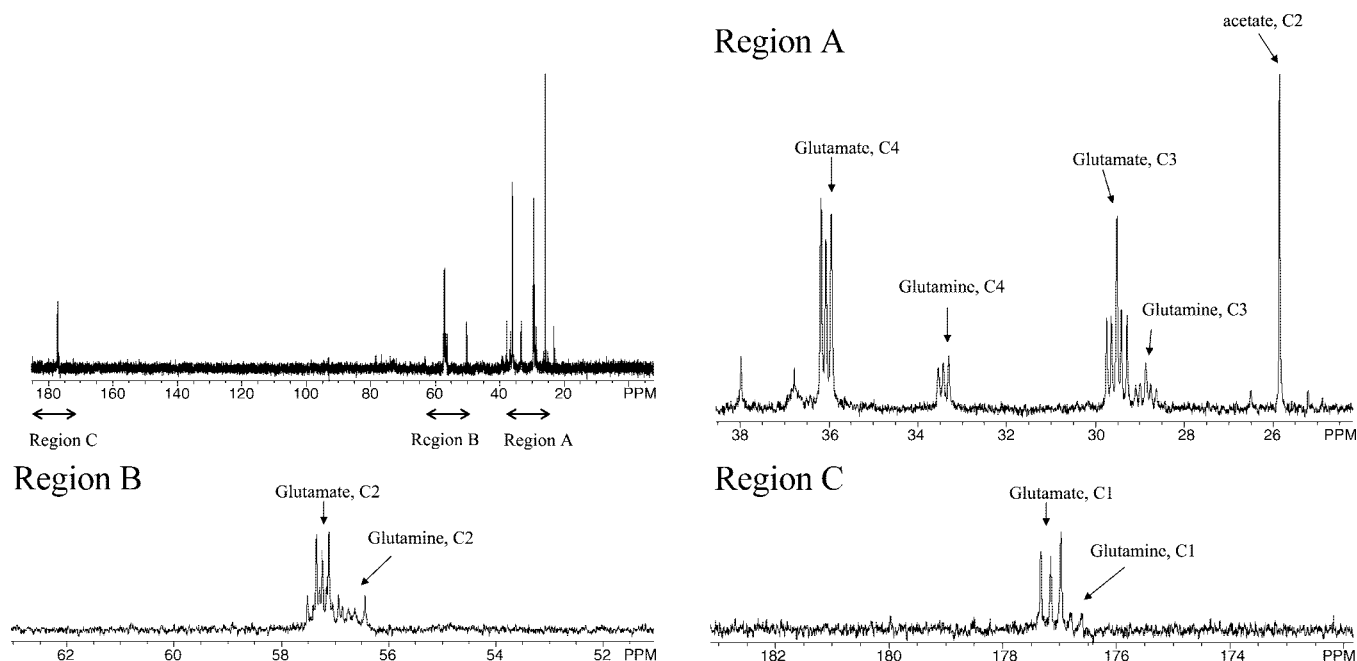 180 160 140 120 100 80 60 40 20 PPM
Region C
Region B
Region A
Region A
acetate, C2
Glutamate, C4
Glutamate, C3
Glutamine, C4
Glutamine, C3
38 36 34 32 30 28 26 PPM
Region B
Glutamate, C2
Glutamine, C2
62 60 58 56 54 52 PPM
Region C
Glutamate, C1
Glutamine, C1
182 180 178 176 174 PPM